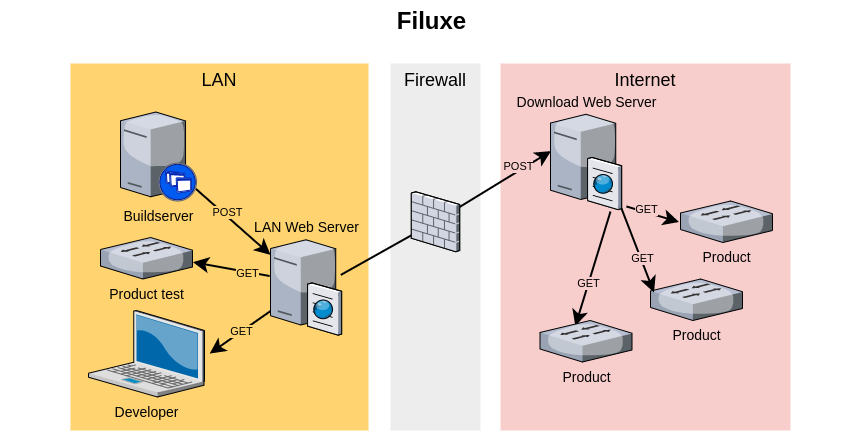 Filuxe
LAN
Firewall
Internet
Download Web Server
Buildserver
POST
LAN Web Server
Product test
GET
GET
Developer
POST
GET
Product
GET
Product
GET
Product